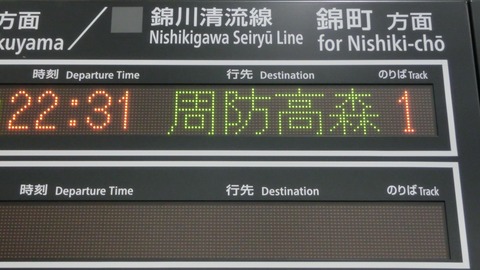 方面 錦川清流線 錦町 方面
kuyama / Nishikigawa Seiryū Line for Nishiki-chō
時刻 Departure Time 行先 Destination のりば Track
22:31 周防高森 1
時刻 Departure Time 行先 Destination のりば Track